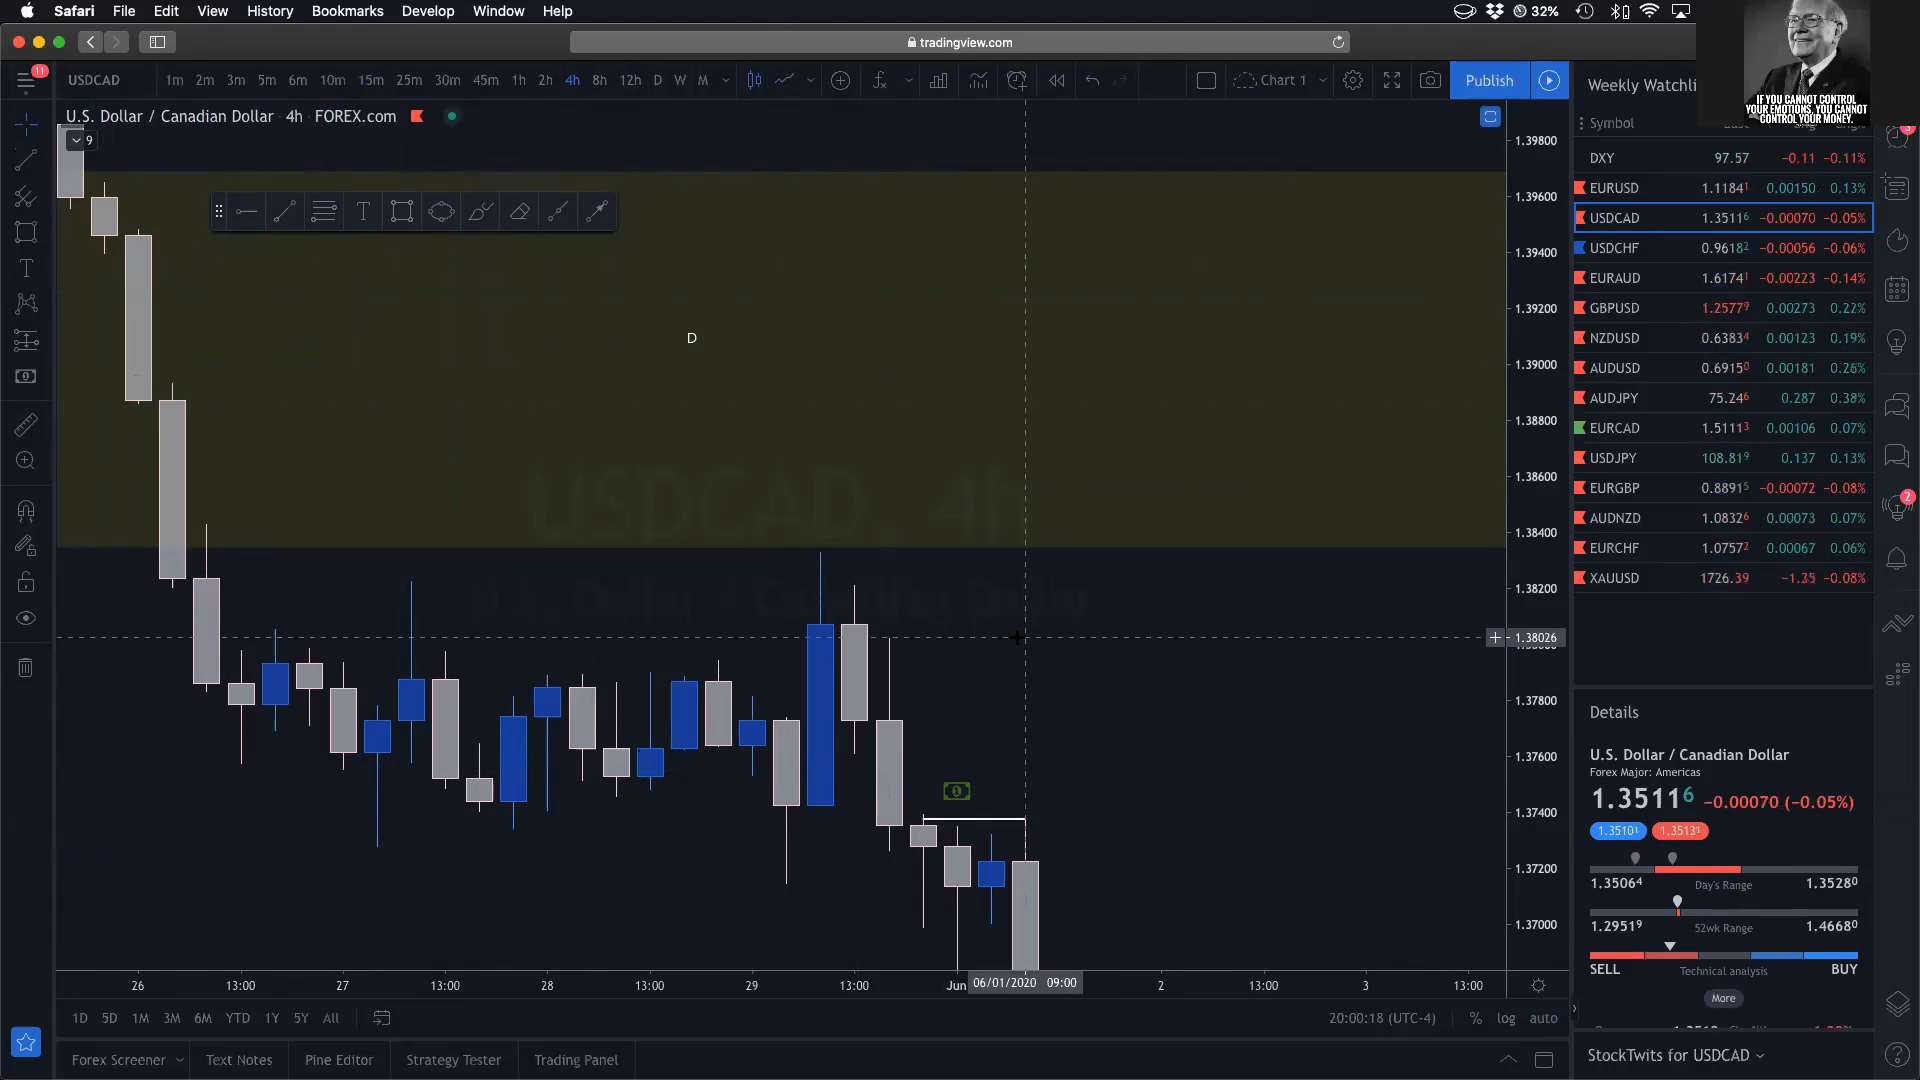 Safari File Edit View History Bookmarks Develop Window Help 32%
tradingview.com
11 USDCAD 1m 2m 3m 5m 6m 10m 15m 25m 30m 45m 1h 2h 4h 8h 12h D W M Chart 1 Publish
Weekly Watchli
IF YOU CANNOT CONTROL
YOUR EMOTIONS, YOU CANNOT
CONTROL YOUR MONEY.
U.S. Dollar / Canadian Dollar · 4h · FOREX.com
9
D
USDCAD, 4h
U.S. Dollar / Canadian Dollar
1.39800
1.39600
1.39400
1.39200
1.39000
1.38800
1.38600
1.38400
1.38200
1.38026
1.37800
1.37600
1.37400
1.37200
1.37000
26 13:00 27 13:00 28 13:00 29 13:00 Jun 06/01/2020 09:00 2 13:00 3 13:00
1D 5D 1M 3M 6M YTD 1Y 5Y All
20:00:18 (UTC-4) % log auto
Forex Screener Text Notes Pine Editor Strategy Tester Trading Panel
Symbol
DXY 97.57 −0.11 −0.11%
EURUSD 1.11841 0.00150 0.13%
USDCAD 1.35116 −0.00070 −0.05%
USDCHF 0.96182 −0.00056 −0.06%
EURAUD 1.61741 −0.00223 −0.14%
GBPUSD 1.25779 0.00273 0.22%
NZDUSD 0.63834 0.00123 0.19%
AUDUSD 0.69150 0.00181 0.26%
AUDJPY 75.246 0.287 0.38%
EURCAD 1.51113 0.00106 0.07%
USDJPY 108.819 0.137 0.13%
EURGBP 0.88915 −0.00072 −0.08%
AUDNZD 1.08326 0.00073 0.07%
EURCHF 1.07572 0.00067 0.06%
XAUUSD 1726.39 −1.35 −0.08%
3
2
Details
U.S. Dollar / Canadian Dollar
Forex Major: Americas
1.35116 −0.00070 (−0.05%)
1.35101 1.35131
1.35064 Day's Range 1.35280
1.29519 52wk Range 1.46680
SELL Technical analysis BUY
More
StockTwits for USDCAD